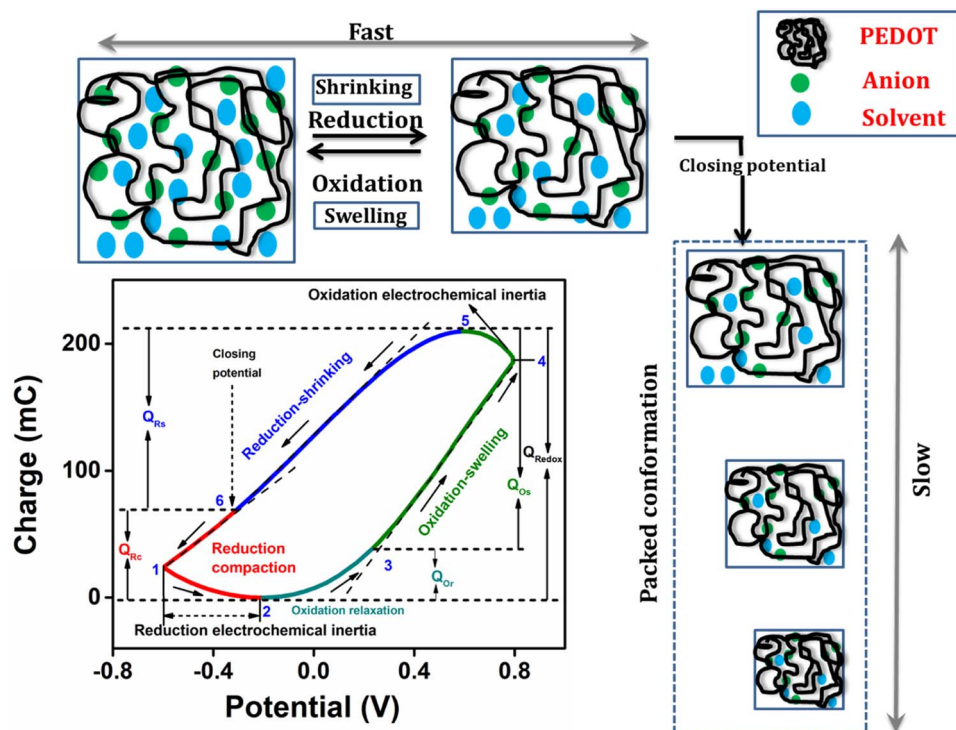 Fast
PEDOT
Anion
Solvent
Shrinking
Reduction
Oxidation
Swelling
Closing potential
Oxidation electrochemical inertia
5
200
Closing
potential
4
Reduction-shrinking
Q_Rs
Q_Redox
Oxidation-swelling
Q_Os
Charge (mC)
100
6
Q_Rc
Reduction
compaction
1
3
Q_Or
0
2
Oxidation relaxation
Reduction electrochemical inertia
-0.8
-0.4
0.0
0.4
0.8
Potential (V)
Packed conformation
Slow